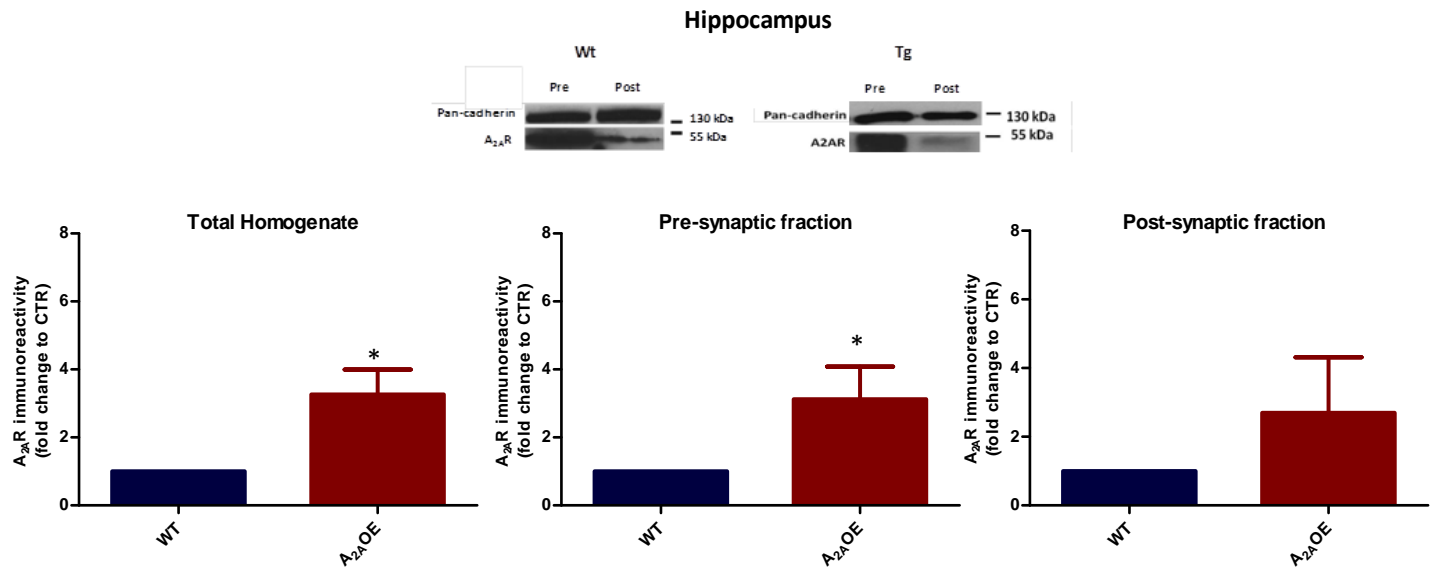 Hippocampus
Wt
Tg
Pre Post
Pre Post
Pan-cadherin
130 kDa
A2AR
55 kDa
Pan-cadherin
130 kDa
A2AR
55 kDa
Total Homogenate
A2AR immunoreactivity
(fold change to CTR)
8
6
4
2
0
*
WT
A2AOE
Pre-synaptic fraction
A2AR immunoreactivity
(fold change to CTR)
8
6
4
2
0
*
WT
A2AOE
Post-synaptic fraction
A2AR immunoreactivity
(fold change to CTR)
8
6
4
2
0
WT
A2AOE